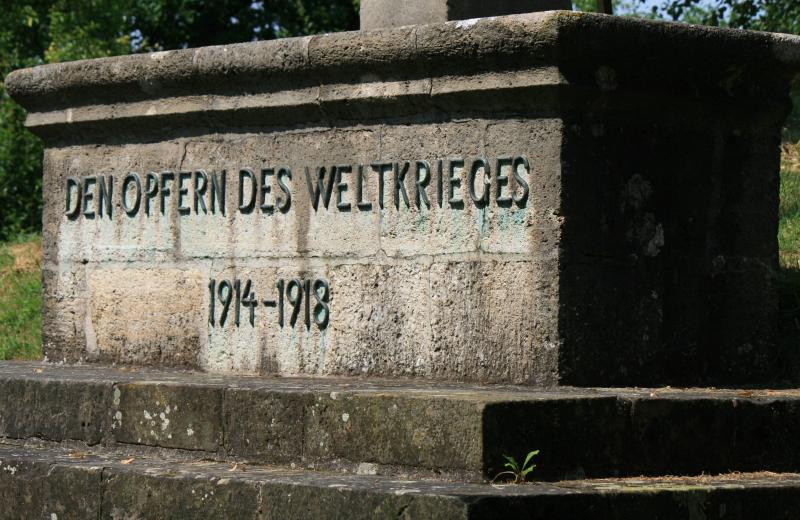 DEN OPFERN DES WELTKRIEGES
1914-1918